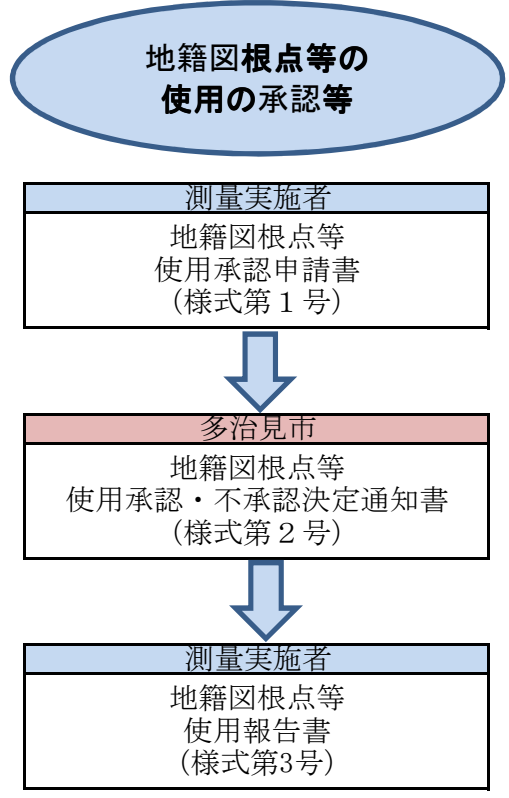 地籍図根点等の
使用の承認等
測量実施者
地籍図根点等
使用承認申請書
(様式第１号)
多治見市
地籍図根点等
使用承認・不承認決定通知書
(様式第２号)
測量実施者
地籍図根点等
使用報告書
(様式第3号)